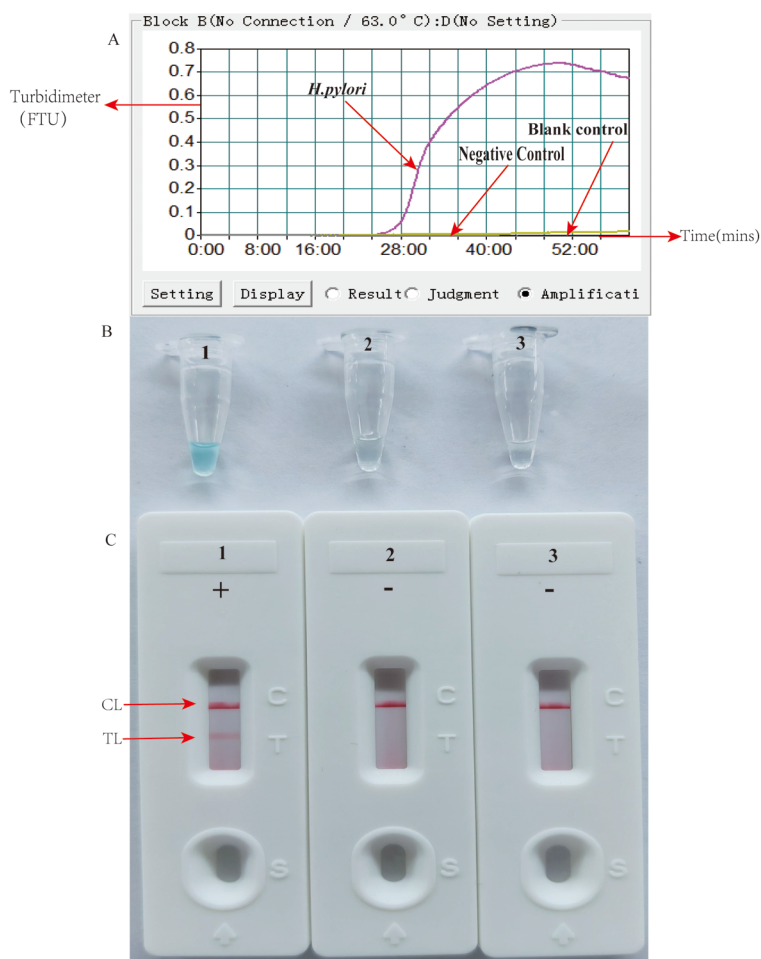 Block B(No Connection / 63.0°C):D(No Setting)
A
0.8
0.7
0.6
0.5
0.4
0.3
0.2
0.1
0
Turbidimeter
(FTU)
H.pylori
Blank control
Negative Control
Time(mins)
0:00 8:00 16:00 28:00 40:00 52:00
Setting Display Result Judgment Amplificati
B
1 2 3
C
1 2 3
+ - -
CL
C C C
TL
T T T
S S S